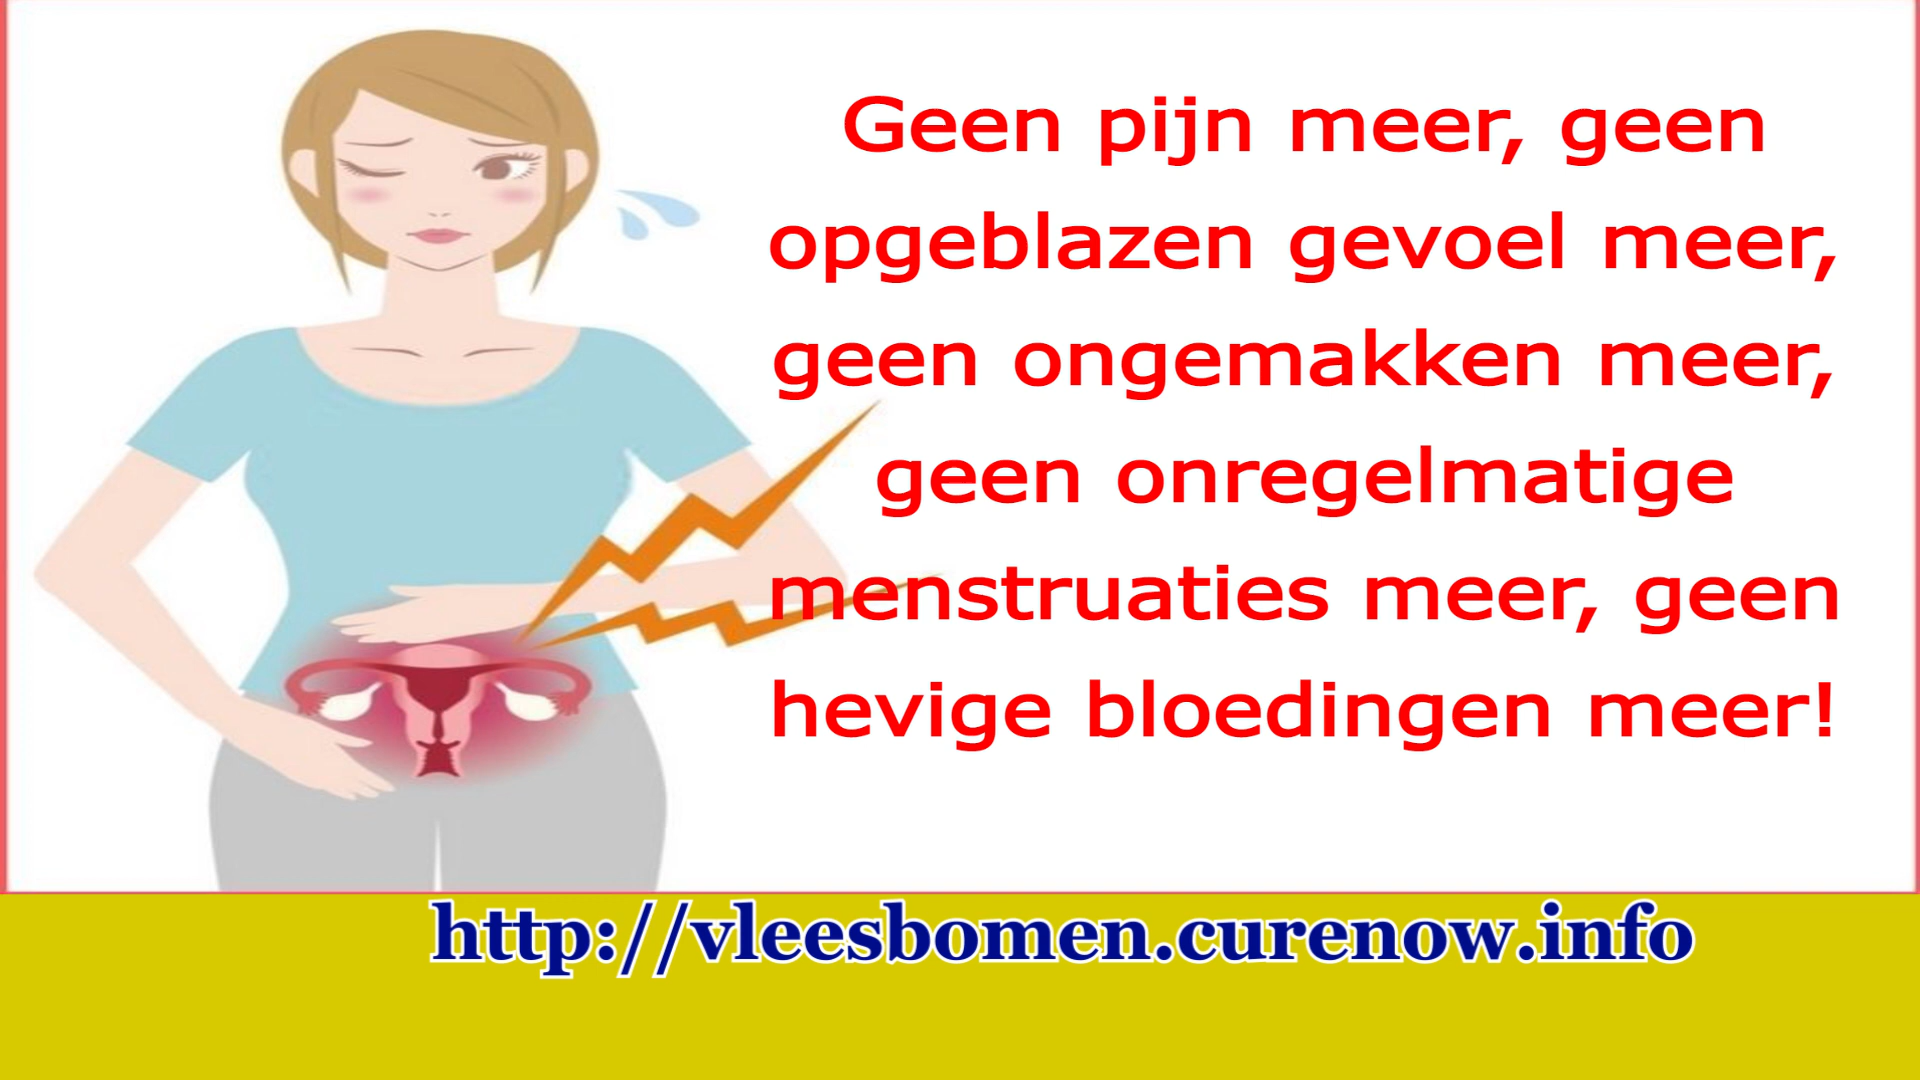 Geen pijn meer, geen
opgeblazen gevoel meer,
geen ongemakken meer,
geen onregelmatige
menstruaties meer, geen
hevige bloedingen meer!
http://vleesbomen.curenow.info